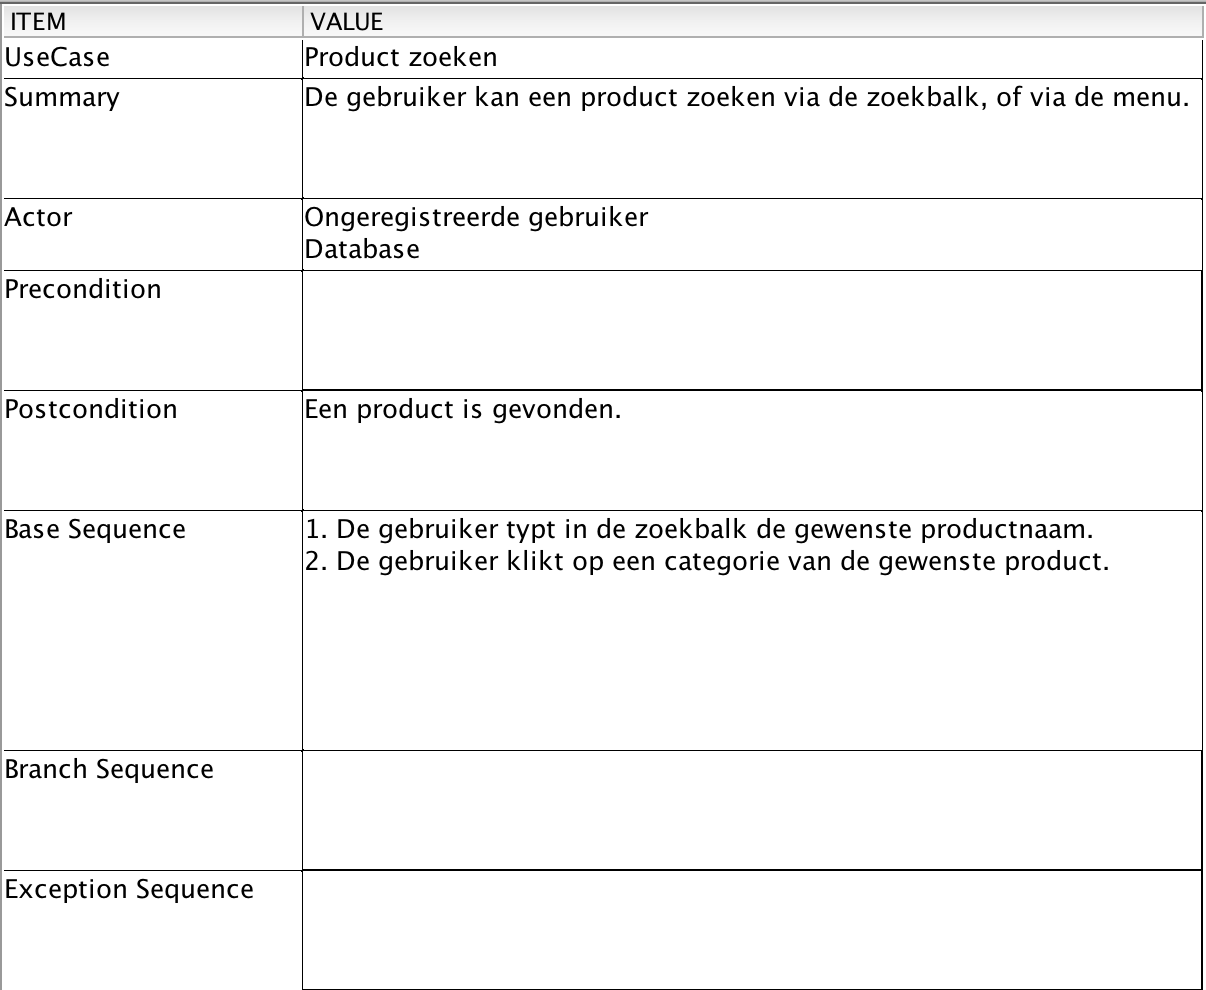 ITEM VALUE
UseCase Product zoeken
Summary De gebruiker kan een product zoeken via de zoekbalk, of via de menu.
Actor Ongeregistreerde gebruiker
Database
Precondition
Postcondition Een product is gevonden.
Base Sequence 1. De gebruiker typt in de zoekbalk de gewenste productnaam.
2. De gebruiker klikt op een categorie van de gewenste product.
Branch Sequence
Exception Sequence